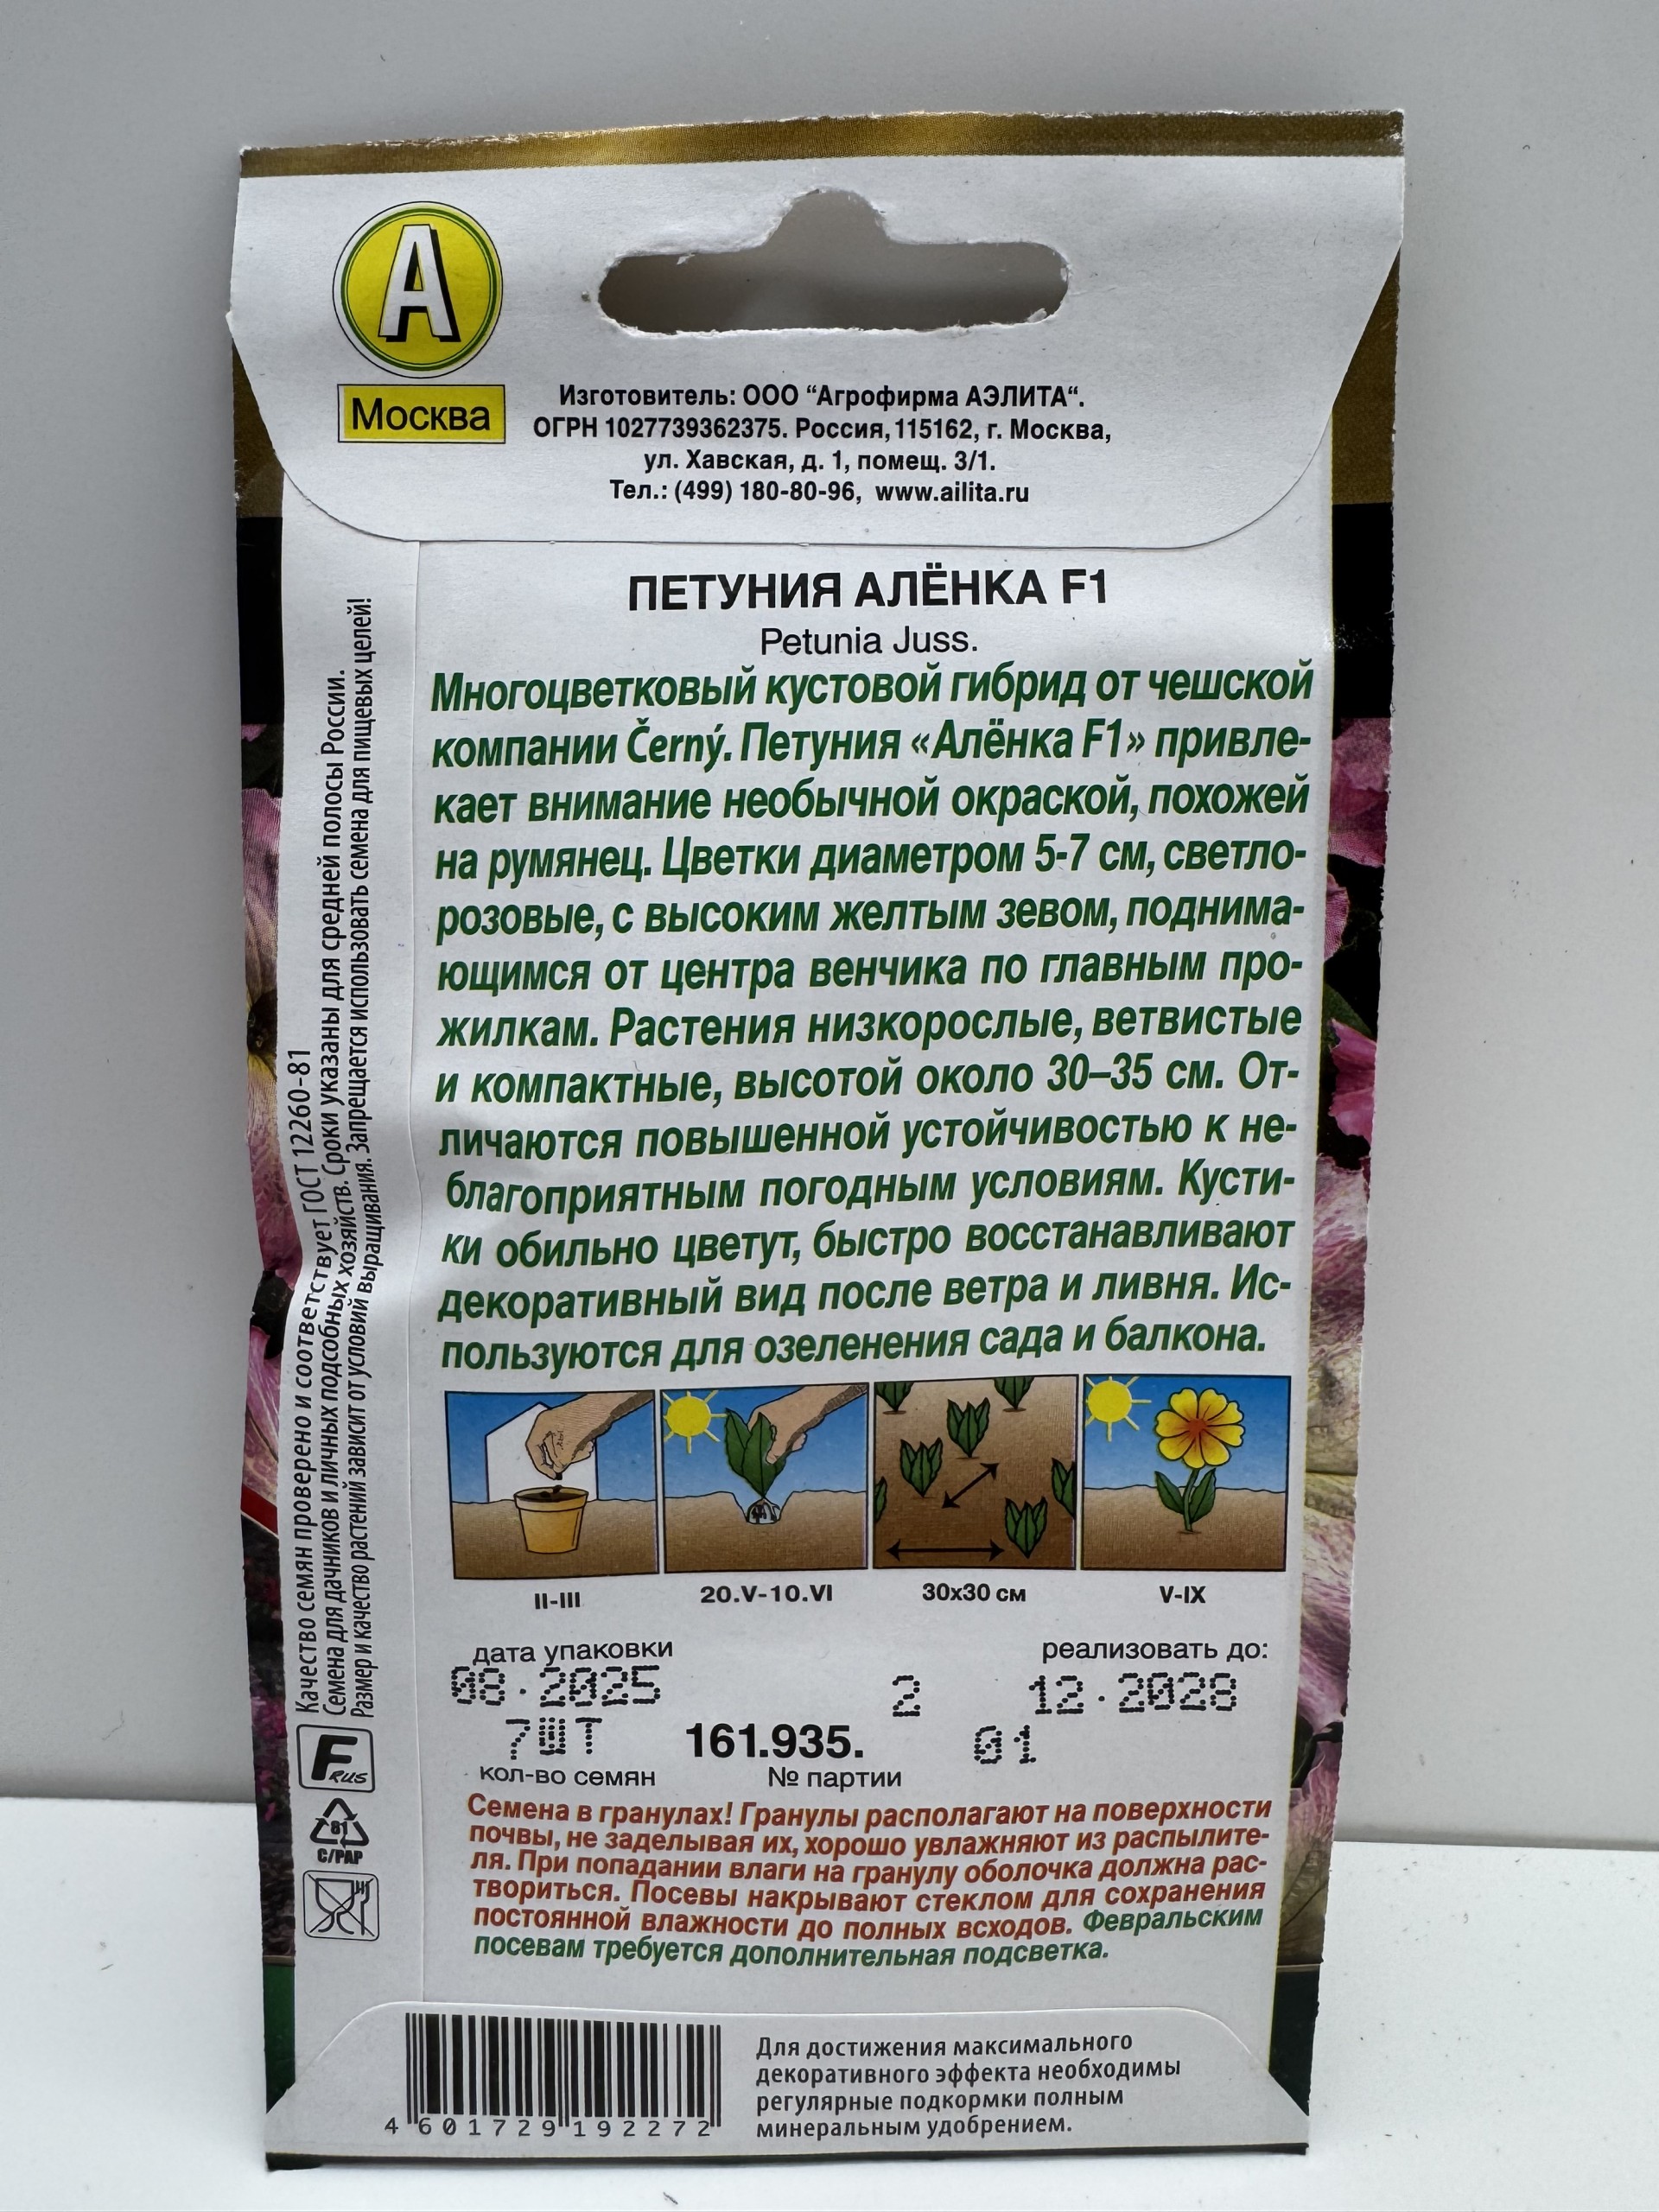 А
Москва
Изготовитель: ООО “Агрофирма АЭЛИТА“.
ОГРН 1027739362375. Россия, 115162, г. Москва,
ул. Хавская, д. 1, помещ. 3/1.
Тел.: (499) 180-80-96, www.ailita.ru
ПЕТУНИЯ АЛЁНКА F1
Petunia Juss.
Многоцветковый кустовой гибрид от чешской
компании Černý. Петуния «Алёнка F1» привле-
кает внимание необычной окраской, похожей
на румянец. Цветки диаметром 5-7 см, светло-
розовые, с высоким желтым зевом, поднима-
ющимся от центра венчика по главным про-
жилкам. Растения низкорослые, ветвистые
и компактные, высотой около 30–35 см. От-
личаются повышенной устойчивостью к не-
благоприятным погодным условиям. Кусти-
ки обильно цветут, быстро восстанавливают
декоративный вид после ветра и ливня. Ис-
пользуются для озеленения сада и балкона.
II-III
20.V-10.VI
30х30 см
V-IX
дата упаковки
реализовать до:
08.2025
2
12.2028
7ШТ
161.935.
01
кол-во семян
№ партии
Семена в гранулах! Гранулы располагают на поверхности
почвы, не заделывая их, хорошо увлажняют из распылите-
ля. При попадании влаги на гранулу оболочка должна рас-
твориться. Посевы накрывают стеклом для сохранения
постоянной влажности до полных всходов. Февральским
посевам требуется дополнительная подсветка.
Качество семян проверено и соответствует ГОСТ 12260-81
Семена для дачников и личных подсобных хозяйств. Сроки указаны для средней полосы России.
Размер и качество растений зависит от условий выращивания. Запрещается использовать семена для пищевых целей!
F RUS
81
C/PAP
4 601729 192272
Для достижения максимального
декоративного эффекта необходимы
регулярные подкормки полным
минеральным удобрением.